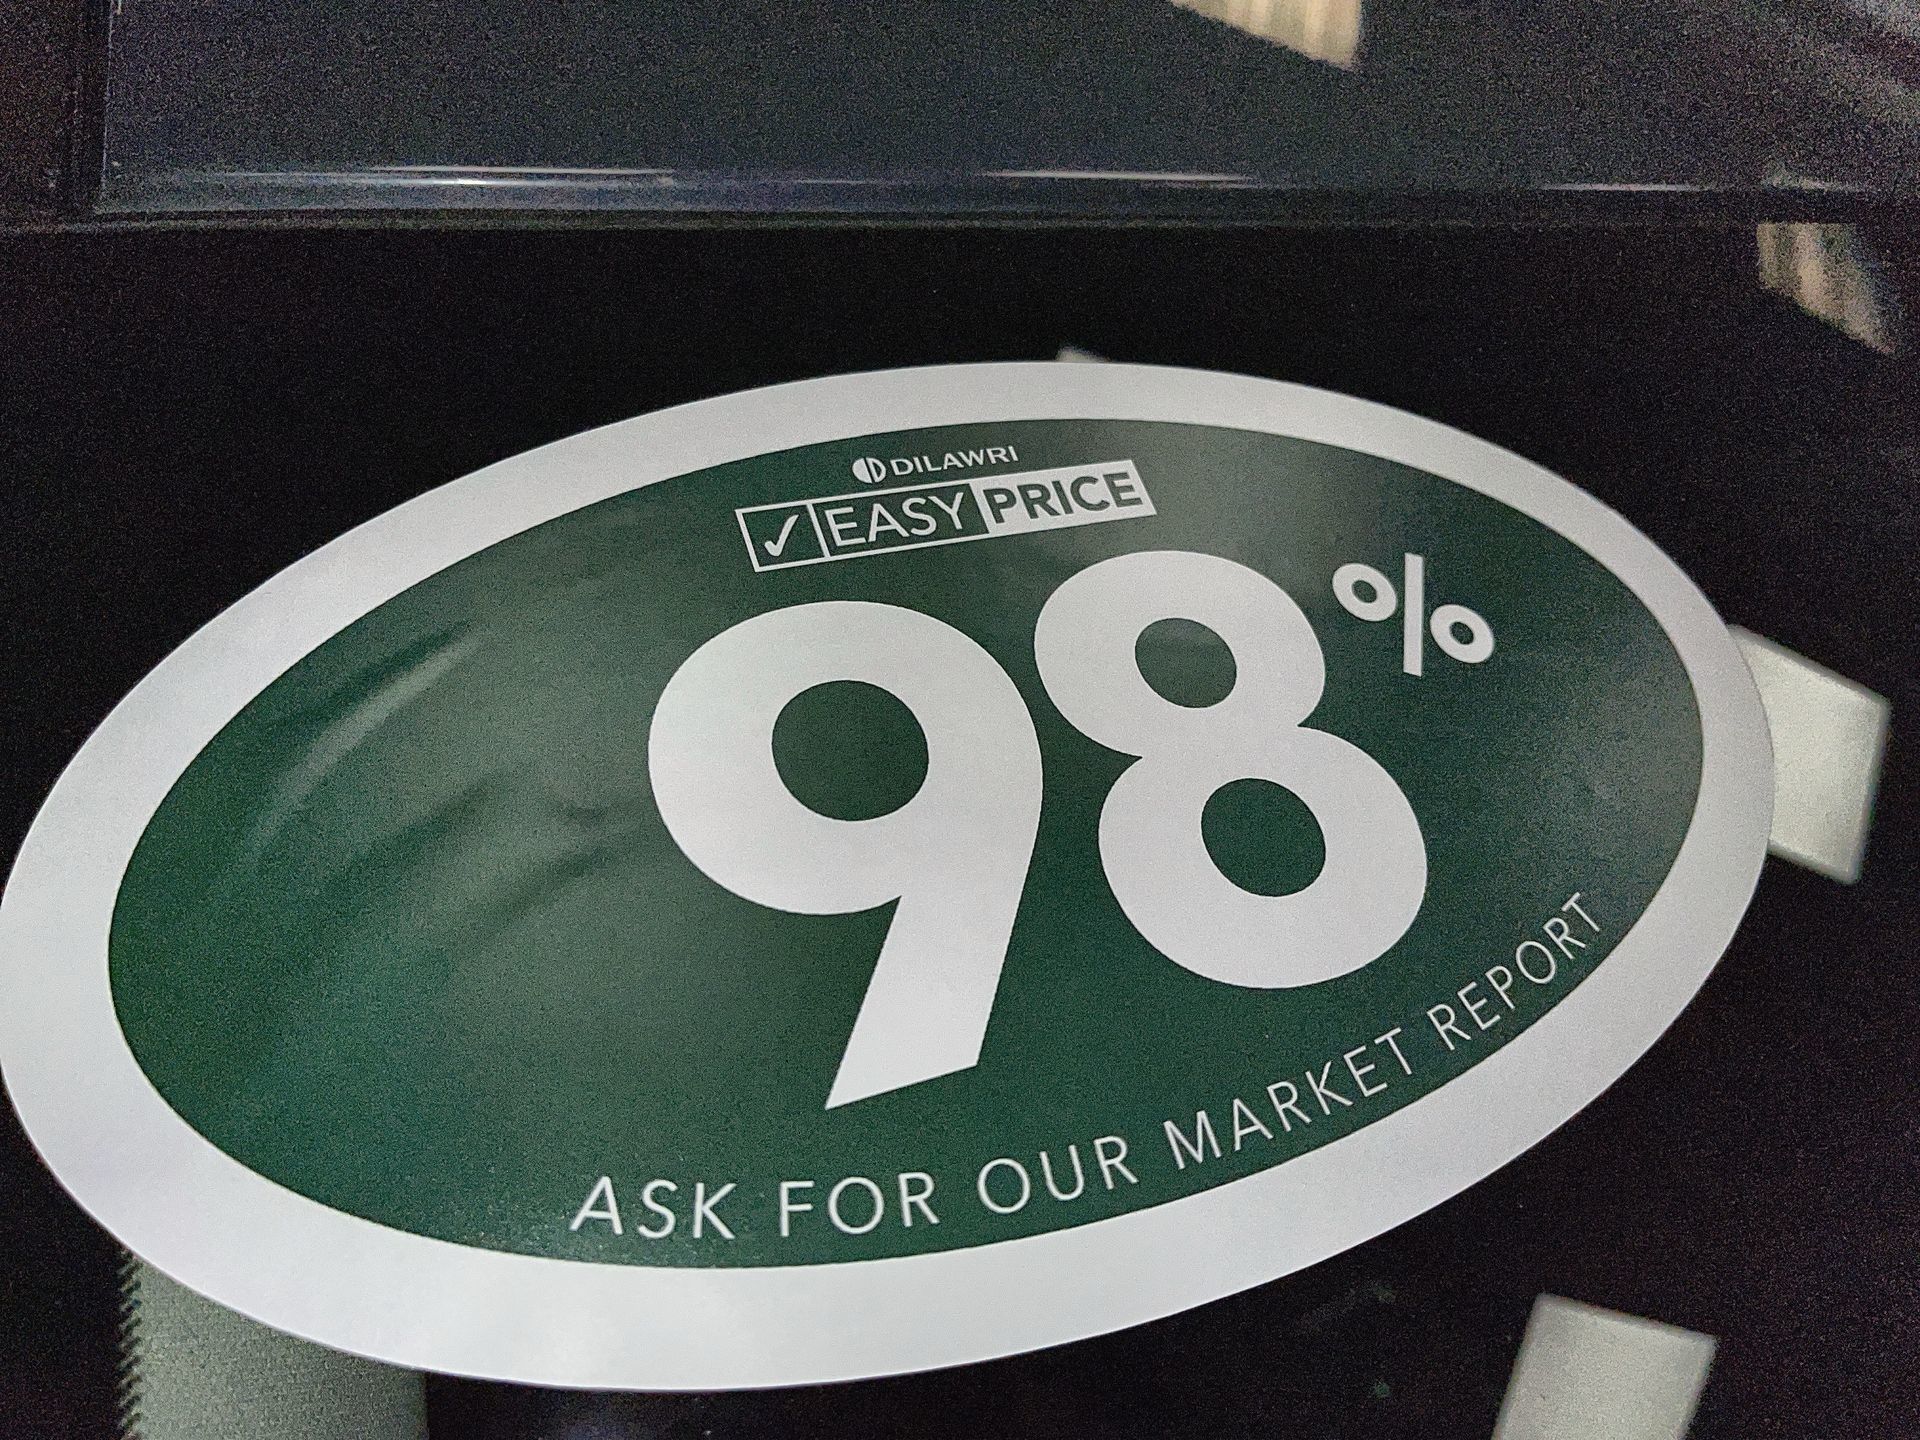 DILAWRI
✓ EASY PRICE
98%
ASK FOR OUR MARKET REPORT